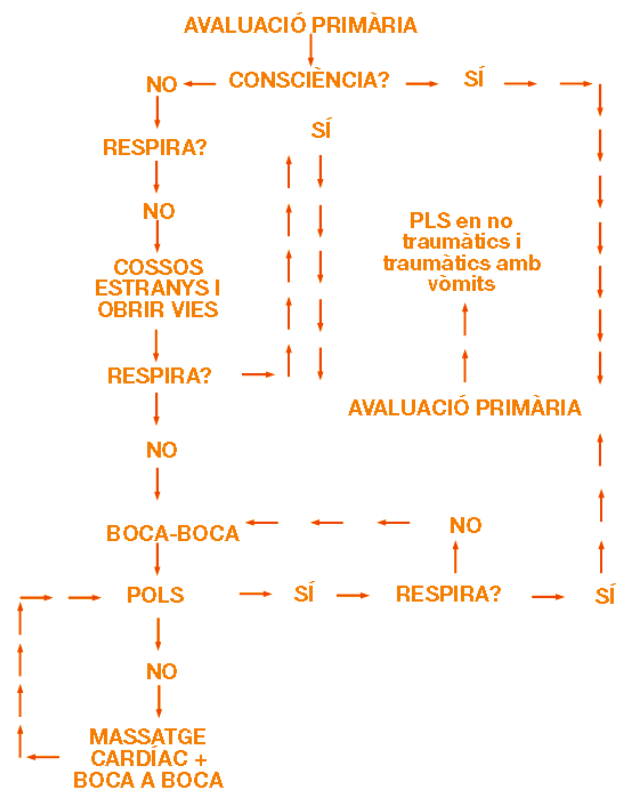 AVALUACIÓ PRIMÀRIA
NO
CONSCIÈNCIA?
SÍ
SÍ
RESPIRA?
NO
PLS en no
traumàtics i
traumàtics amb
vòmits
COSSOS
ESTRANYS I
OBRIR VIES
RESPIRA?
AVALUACIÓ PRIMÀRIA
NO
BOCA-BOCA
NO
POLS
SÍ
RESPIRA?
SÍ
NO
MASSATGE
CARDÍAC +
BOCA A BOCA